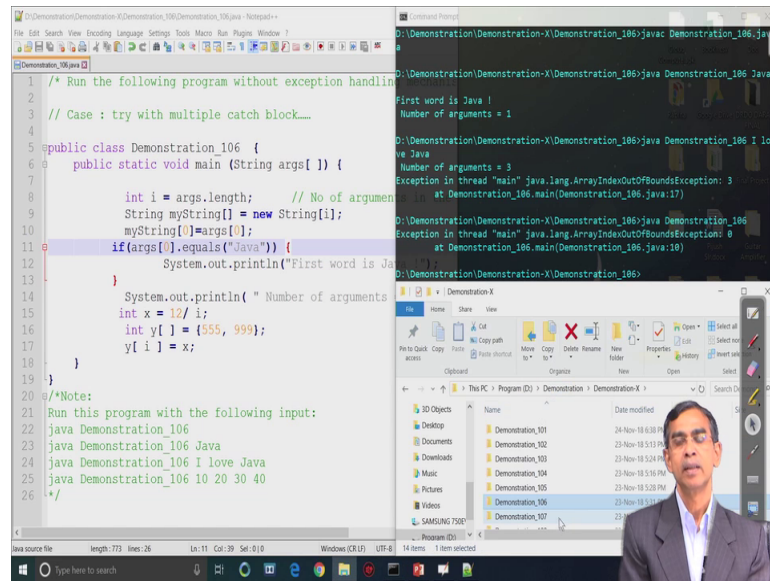 D:\Demonstration\Demonstration-X\Demonstration_106\Demonstration_106.java - Notepad++
File Edit Search View Encoding Language Settings Tools Macro Run Plugins Window ?
Demonstration_106.java
1 /* Run the following program without exception handling
2
3 // Case : try with multiple catch block.....
4
5 public class Demonstration_106 {
6 public static void main (String args[ ]) {
7
8 int i = args.length; // No of arguments in
9 String myString[] = new String[i];
10 myString[0]=args[0];
11 if(args[0].equals("Java")) {
12 System.out.println("First word is Java !");
13 }
14 System.out.println( " Number of arguments
15 int x = 12/ i;
16 int y[ ] = {555, 999};
17 y[ i ] = x;
18 }
19 }
20 /*Note:
21 Run this program with the following input:
22 java Demonstration_106
23 java Demonstration_106 Java
24 java Demonstration_106 I love Java
25 java Demonstration_106 10 20 30 40
26 */
Java source file length : 773 lines : 26 Ln : 11 Col : 39 Sel : 0 | 0 Windows (CR LF) UTF-8
Type here to search
Command Prompt
D:\Demonstration\Demonstration-X\Demonstration_106>javac Demonstration_106.jav
a
D:\Demonstration\Demonstration-X\Demonstration_106>java Demonstration_106 Java
First word is Java !
Number of arguments = 1
D:\Demonstration\Demonstration-X\Demonstration_106>java Demonstration_106 I lo
ve Java
Number of arguments = 3
Exception in thread "main" java.lang.ArrayIndexOutOfBoundsException: 3
at Demonstration_106.main(Demonstration_106.java:17)
D:\Demonstration\Demonstration-X\Demonstration_106>java Demonstration_106
Exception in thread "main" java.lang.ArrayIndexOutOfBoundsException: 0
at Demonstration_106.main(Demonstration_106.java:10)
D:\Demonstration\Demonstration-X\Demonstration_106>
Demonstration-X
File Home Share View
Pin to Quick access Copy Paste Cut Copy path Paste shortcut Move to Copy to Delete Rename New folder Properties Open Edit History Select all Select
Clipboard Organize New Open Select
This PC > Program (D:) > Demonstration > Demonstration-X >
Name Date modified
3D Objects
Desktop
Documents
Downloads
Music
Pictures
Videos
SAMSUNG 750E
Program (D:)
Demonstration_101 24-Nov-18 6:38 PM
Demonstration_102 23-Nov-18 5:13
Demonstration_103 23-Nov-18 5:24
Demonstration_104 23-Nov-18 5:16
Demonstration_105 23-Nov-18 5:28
Demonstration_106 23-Nov-18 5:31
Demonstration_107 23-Nov
14 items 1 item selected